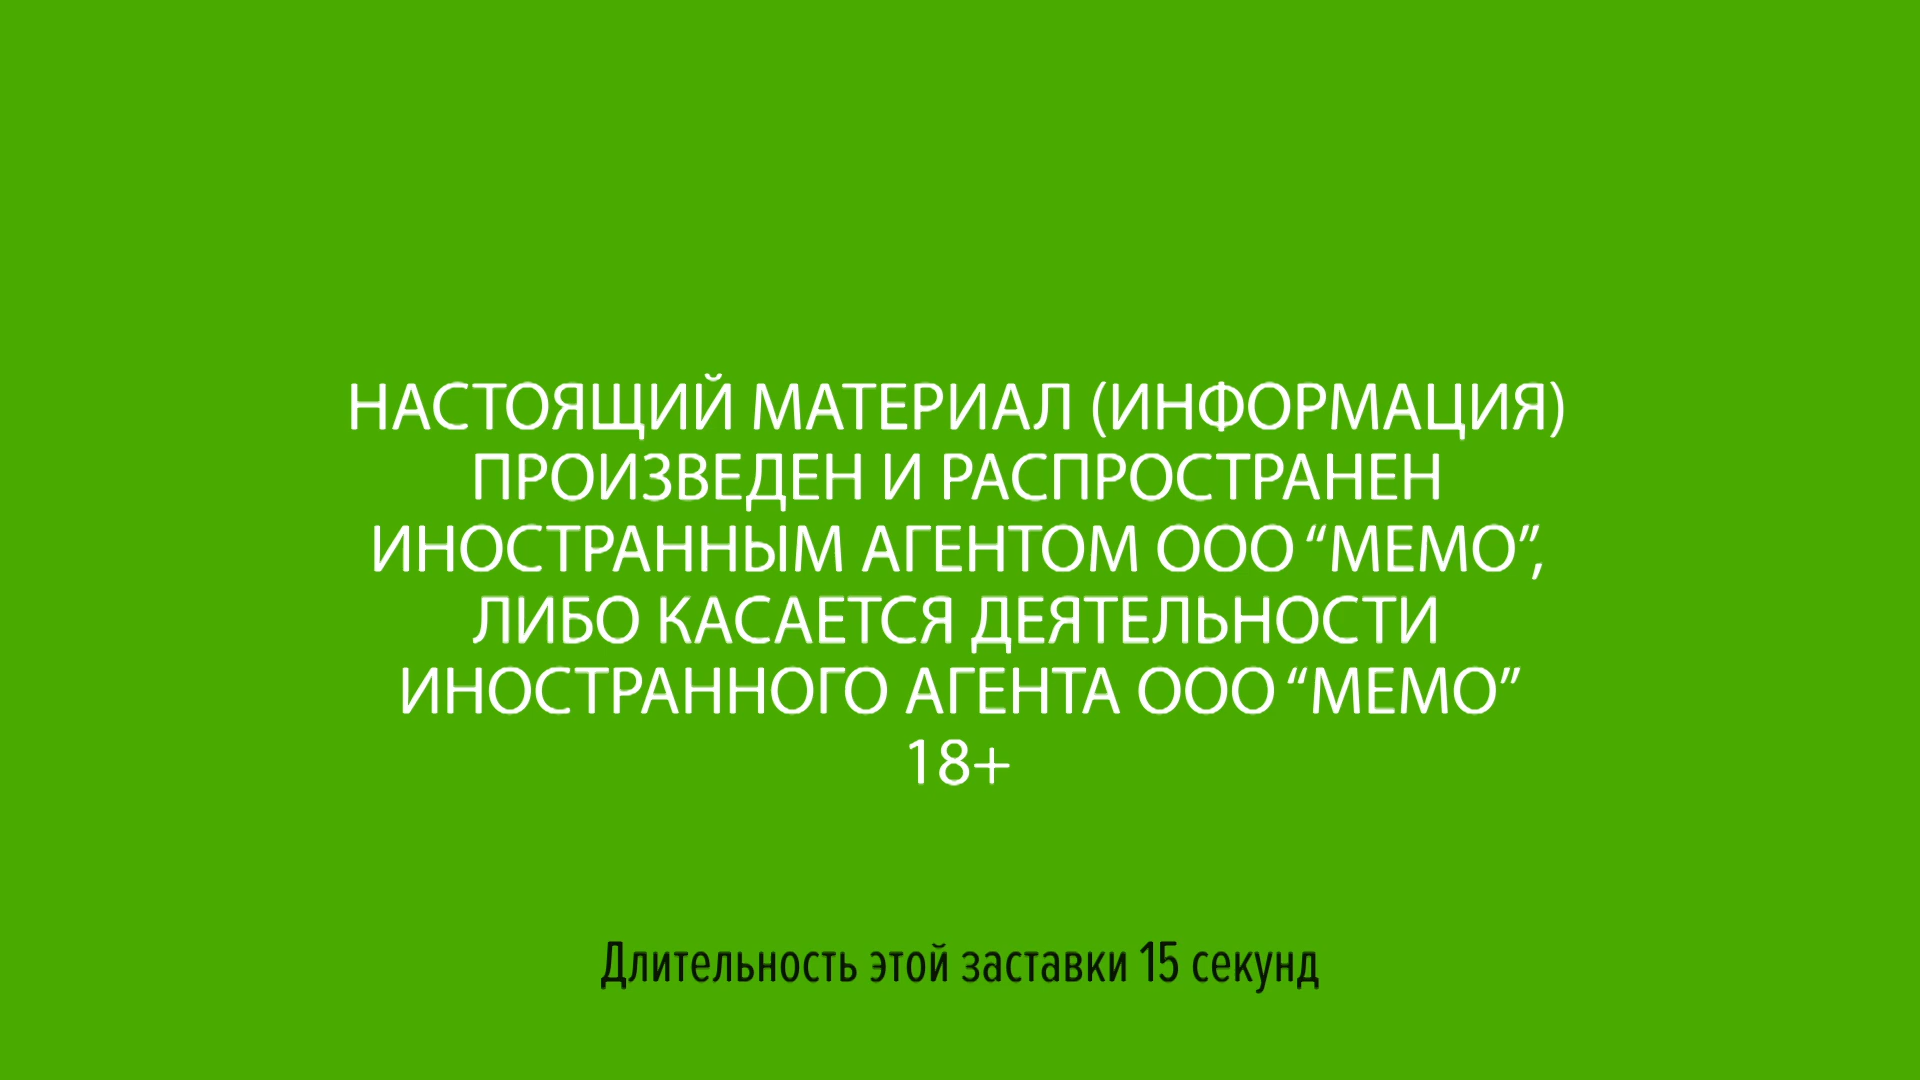 НАСТОЯЩИЙ МАТЕРИАЛ (ИНФОРМАЦИЯ)
ПРОИЗВЕДЕН И РАСПРОСТРАНЕН
ИНОСТРАННЫМ АГЕНТОМ ООО “МЕМО”,
ЛИБО КАСАЕТСЯ ДЕЯТЕЛЬНОСТИ
ИНОСТРАННОГО АГЕНТА ООО “МЕМО”
18+
Длительность этой заставки 15 секунд